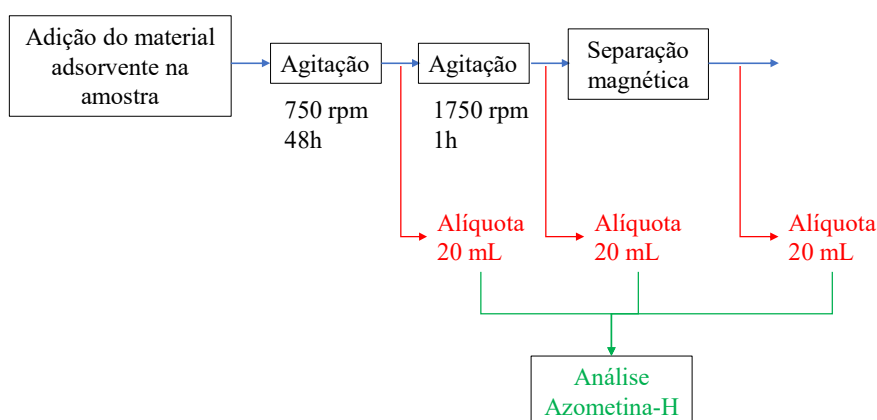 Adição do material
adsorvente na
amostra
Agitação
Agitação
Separação
magnética
750 rpm
48h
1750 rpm
1h
Alíquota
20 mL
Alíquota
20 mL
Alíquota
20 mL
Análise
Azometina-H